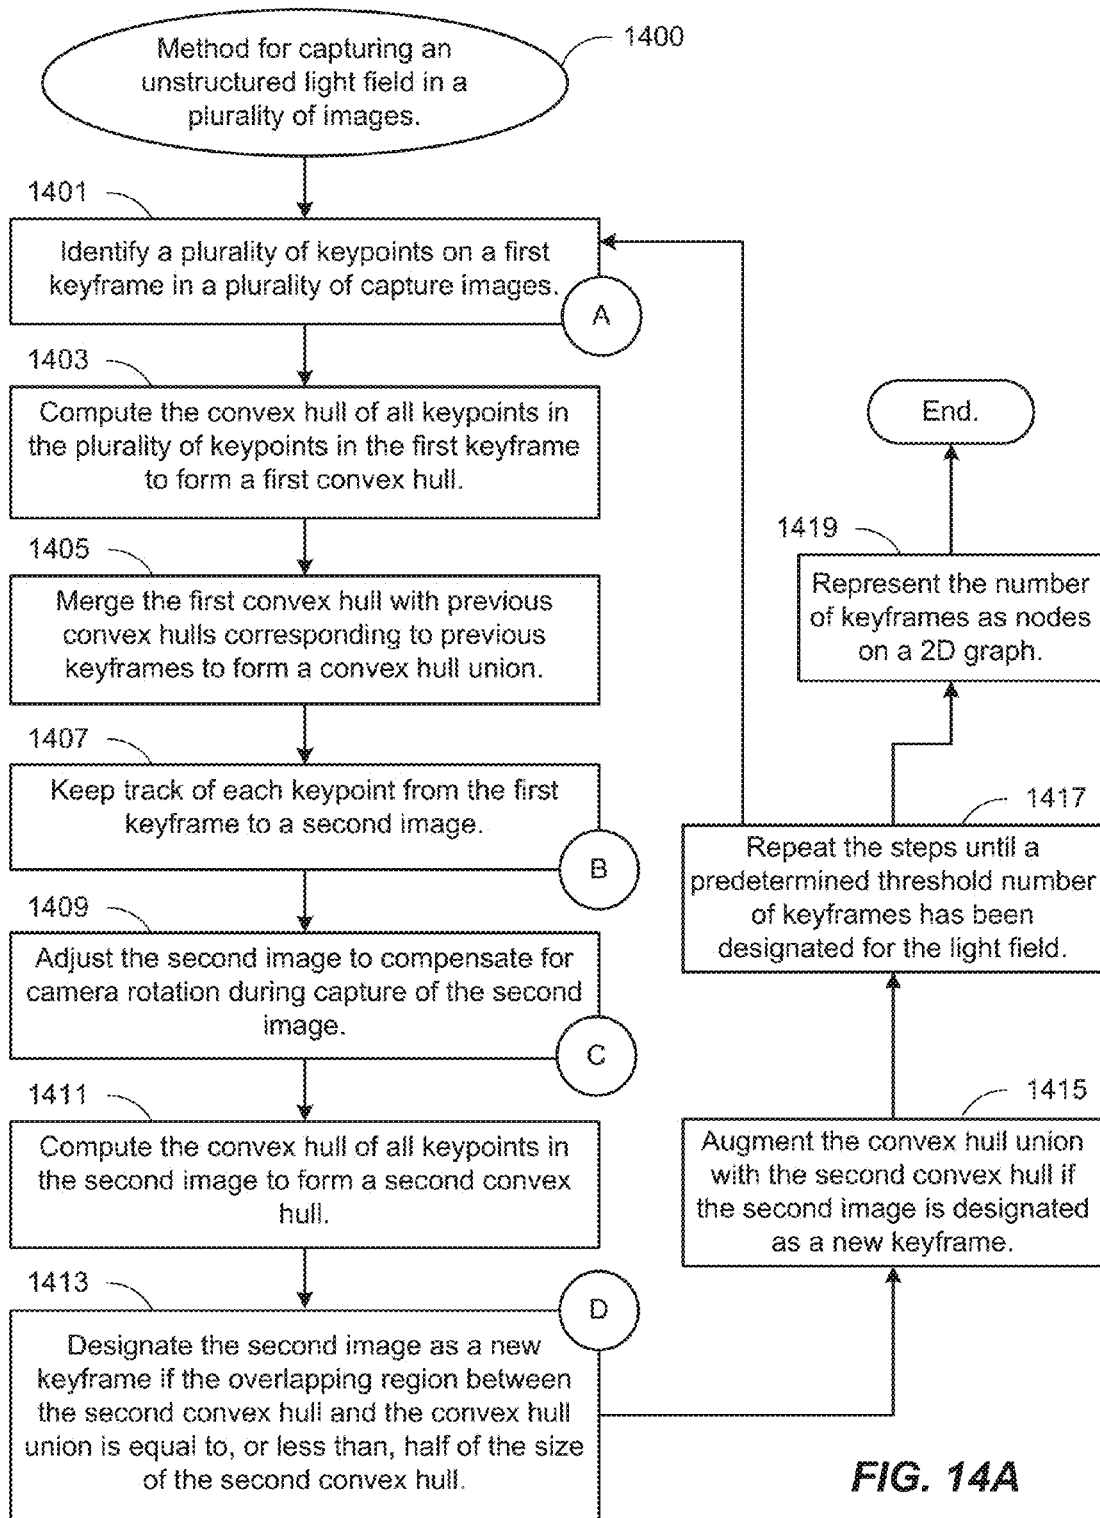 Method for capturing an
unstructured light field in a
plurality of images.
1400
1401
Identify a plurality of keypoints on a first
keyframe in a plurality of capture images.
A
1403
Compute the convex hull of all keypoints in
the plurality of keypoints in the first keyframe
to form a first convex hull.
1405
Merge the first convex hull with previous
convex hulls corresponding to previous
keyframes to form a convex hull union.
1407
Keep track of each keypoint from the first
keyframe to a second image.
B
1409
Adjust the second image to compensate for
camera rotation during capture of the second
image.
C
1411
Compute the convex hull of all keypoints in
the second image to form a second convex
hull.
1413
D
Designate the second image as a new
keyframe if the overlapping region between
the second convex hull and the convex hull
union is equal to, or less than, half of the size
of the second convex hull.
1415
Augment the convex hull union
with the second convex hull if
the second image is designated
as a new keyframe.
1417
Repeat the steps until a
predetermined threshold number
of keyframes has been
designated for the light field.
1419
Represent the number
of keyframes as nodes
on a 2D graph.
End.
FIG. 14A